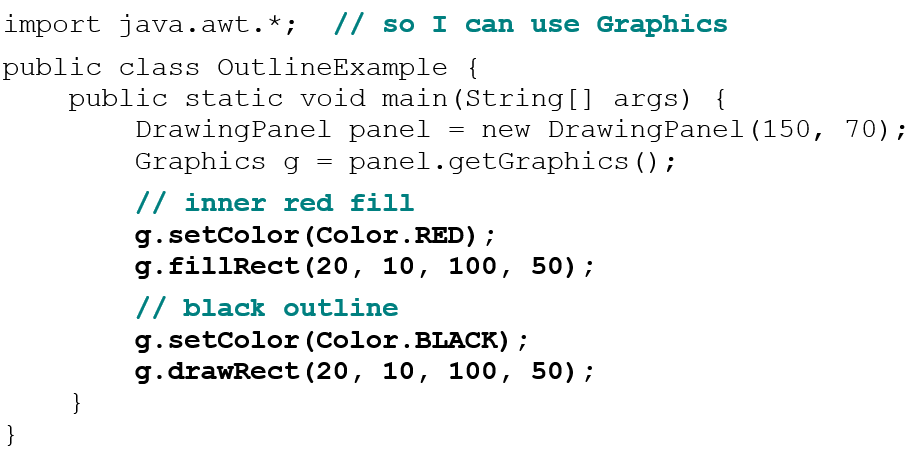 import java.awt.*;  // so I can use Graphics
public class OutlineExample {
    public static void main(String[] args) {
        DrawingPanel panel = new DrawingPanel(150, 70);
        Graphics g = panel.getGraphics();
        // inner red fill
        g.setColor(Color.RED);
        g.fillRect(20, 10, 100, 50);
        // black outline
        g.setColor(Color.BLACK);
        g.drawRect(20, 10, 100, 50);
    }
}